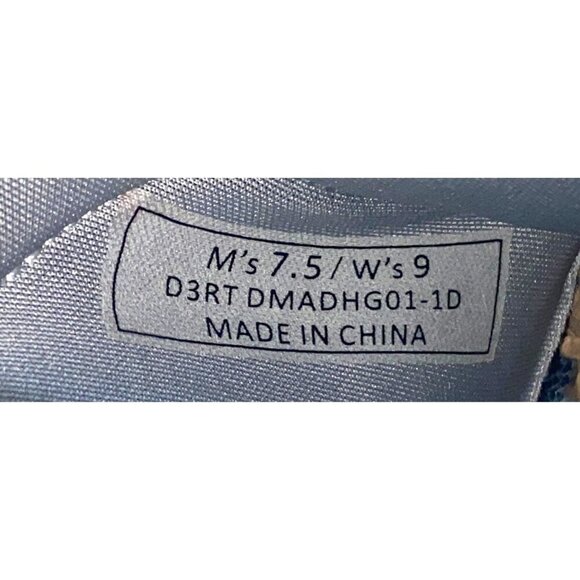 M's 7.5 / W's 9
D3RT DMADHG01-1D
MADE IN CHINA